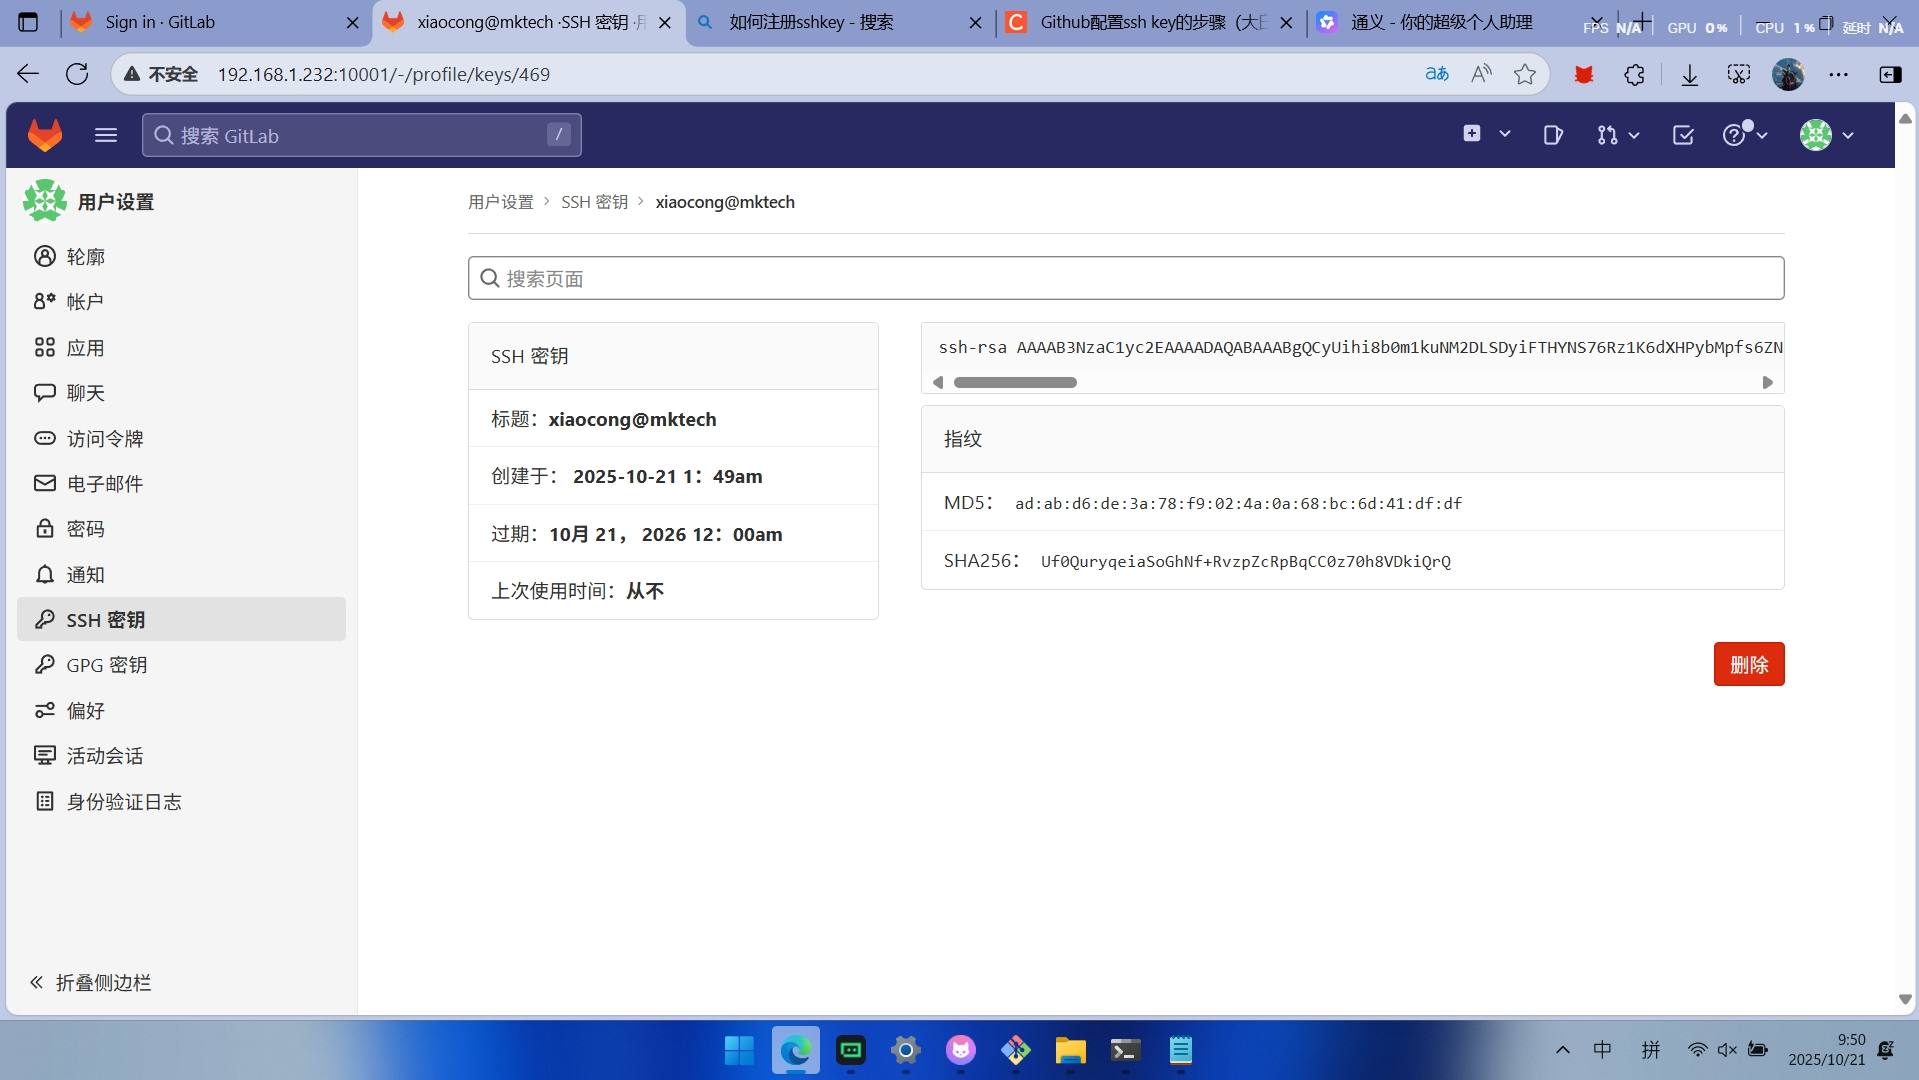 Sign in · GitLab
xiaocong@mktech ·SSH 密钥 ·
如何注册sshkey - 搜索
Github配置ssh key的步骤（大
通义 - 你的超级个人助理
FPS N/A GPU 0% CPU 1% 延时 N/A
不安全 192.168.1.232:10001/-/profile/keys/469
搜索 GitLab /
用户设置
轮廓
帐户
应用
聊天
访问令牌
电子邮件
密码
通知
SSH 密钥
GPG 密钥
偏好
活动会话
身份验证日志
折叠侧边栏
用户设置 > SSH 密钥 > xiaocong@mktech
搜索页面
SSH 密钥
标题：xiaocong@mktech
创建于： 2025-10-21 1：49am
过期：10月 21， 2026 12：00am
上次使用时间：从不
ssh-rsa AAAAB3NzaC1yc2EAAAADAQABAAABgQCyUihi8b0m1kuNM2DLSDyiFTHYNS76Rz1K6dXHPybMpfs6ZN
指纹
MD5： ad:ab:d6:de:3a:78:f9:02:4a:0a:68:bc:6d:41:df:df
SHA256： Uf0QuryqeiaSoGhNf+RvzpZcRpBqCC0z70h8VDkiQrQ
删除
中 拼
9:50
2025/10/21